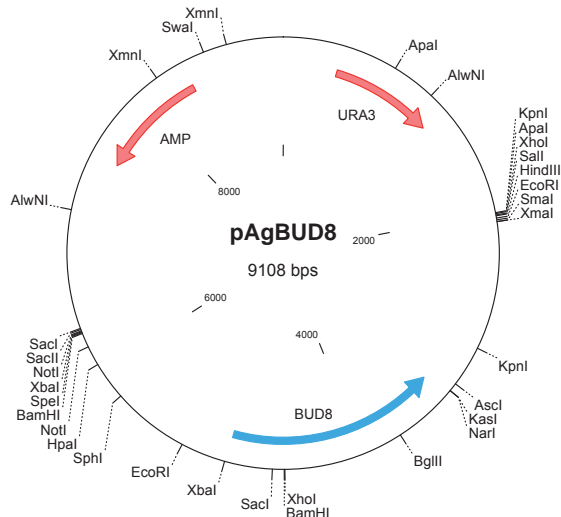 XmnI
SwaI
XmnI
ApaI
AlwNI
URA3
AMP
KpnI
ApaI
XhoI
SalI
HindIII
EcoRI
SmaI
XmaI
AlwNI
8000
pAgBUD8
2000
9108 bps
6000
4000
SacI
SacII
NotI
XbaI
SpeI
BamHI
NotI
HpaI
SphI
KpnI
AscI
KasI
NarI
BUD8
EcoRI
BglII
XbaI
SacI
XhoI
BamHI